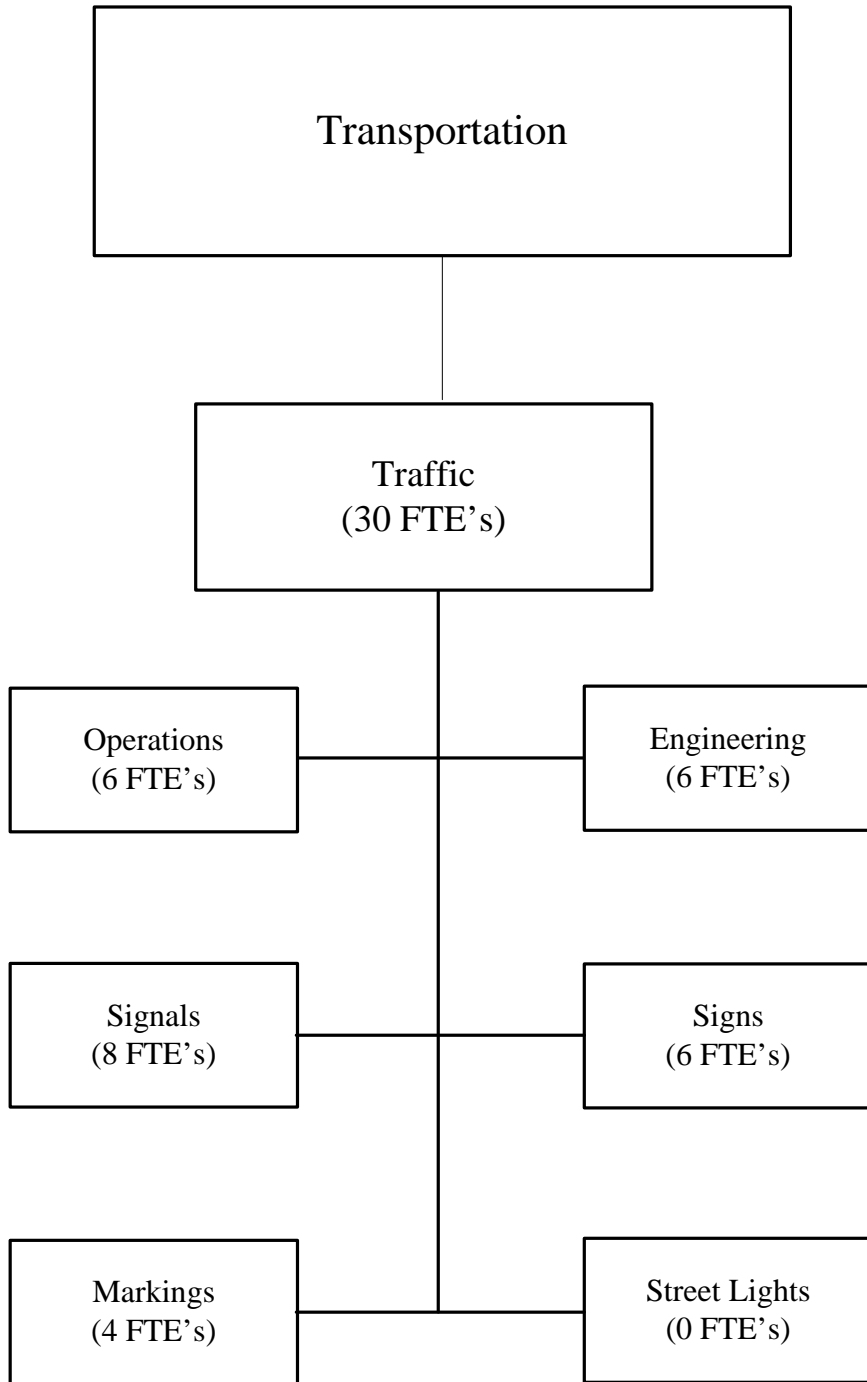 Transportation
Traffic
(30 FTE’s)
Operations
(6 FTE’s)
Engineering
(6 FTE’s)
Signals
(8 FTE’s)
Signs
(6 FTE’s)
Markings
(4 FTE’s)
Street Lights
(0 FTE’s)